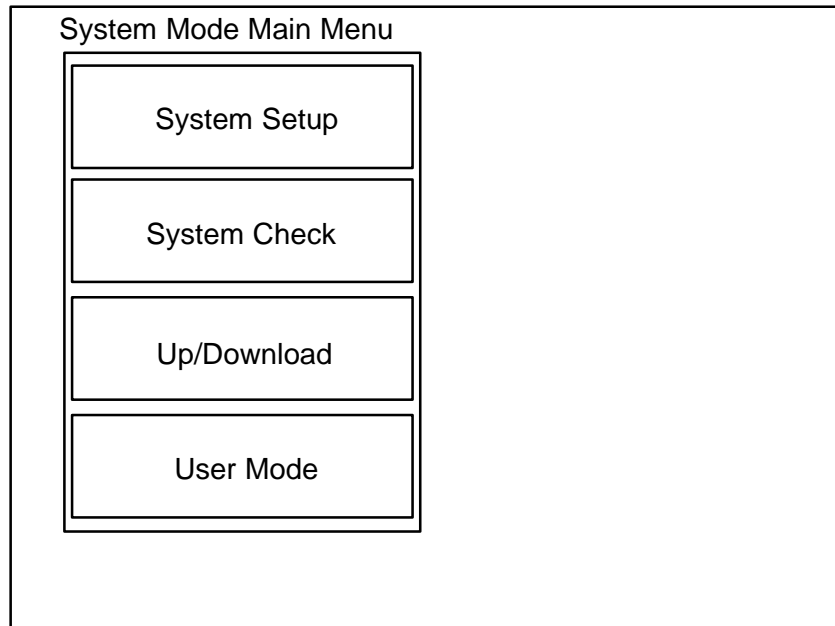 System Mode Main Menu
System Setup
System Check
Up/Download
User Mode